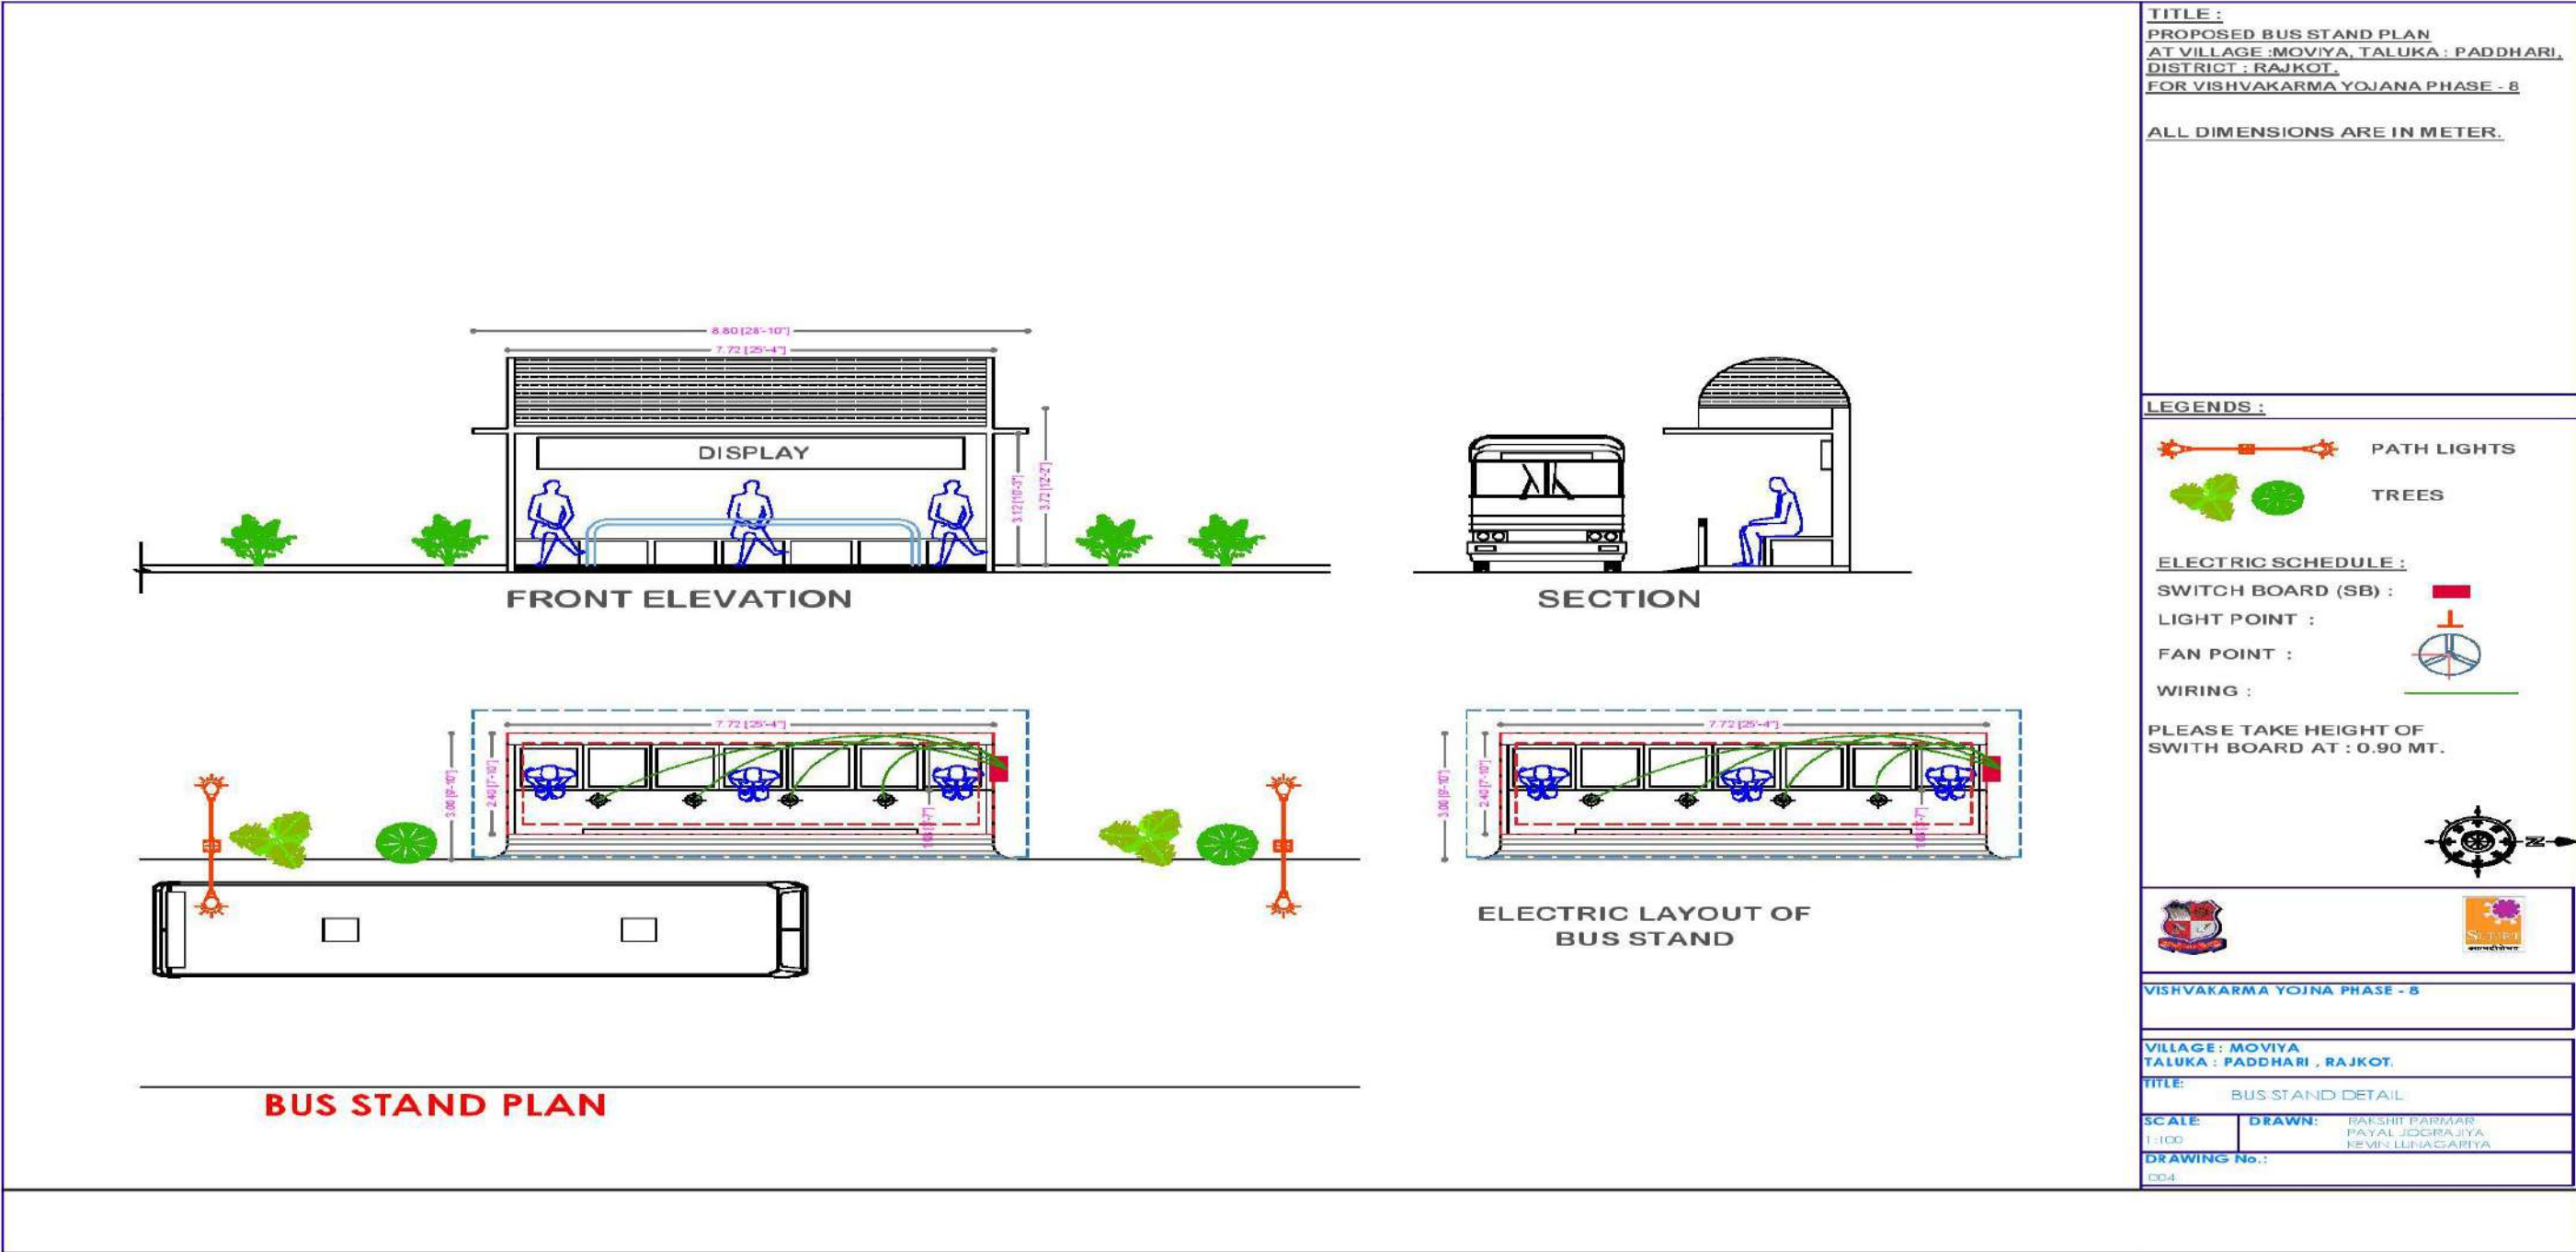 8.80 [28'-10"]
7.72 [25'-4"]
DISPLAY
3.12 [10'-3"]
3.72 [12'-2"]
FRONT ELEVATION
SECTION
7.72 [25'-4"]
3.00 [9'-10"]
2.40 [7'-10"]
7.72 [25'-4"]
3.00 [9'-10"]
2.40 [7'-10"]
ELECTRIC LAYOUT OF
BUS STAND
BUS STAND PLAN
TITLE :
PROPOSED BUS STAND PLAN
AT VILLAGE :MOVIYA, TALUKA : PADDHARI,
DISTRICT : RAJKOT.
FOR VISHVAKARMA YOJANA PHASE - 8
ALL DIMENSIONS ARE IN METER.
LEGENDS :
PATH LIGHTS
TREES
ELECTRIC SCHEDULE :
SWITCH BOARD (SB) :
LIGHT POINT :
FAN POINT :
WIRING :
PLEASE TAKE HEIGHT OF
SWITH BOARD AT : 0.90 MT.
N
VISHVAKARMA YOJNA PHASE - 8
VILLAGE : MOVIYA
TALUKA : PADDHARI , RAJKOT.
TITLE:
BUS STAND DETAIL
SCALE:
1:100
DRAWN:
RAKSHIT PARMAR
PAYAL JOGRAJIYA
KEVIN LUNAGARIYA
DRAWING No.:
004